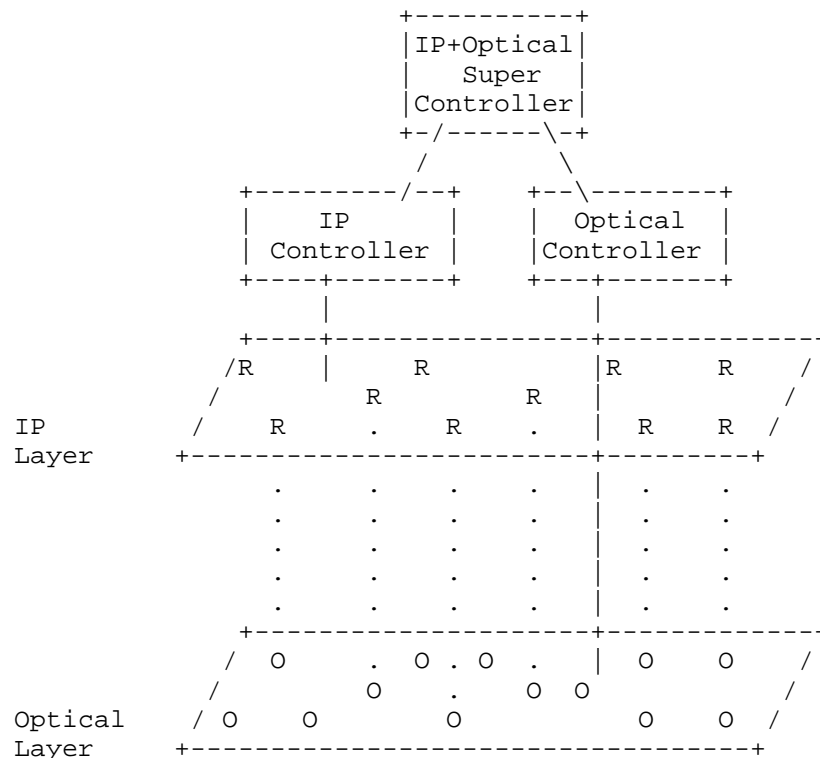 IP+Optical
Super
Controller
IP Optical
Controller Controller
R R R R
R R
IP R R R R
Layer
O O O O O
O O O
Optical O O O O O
Layer